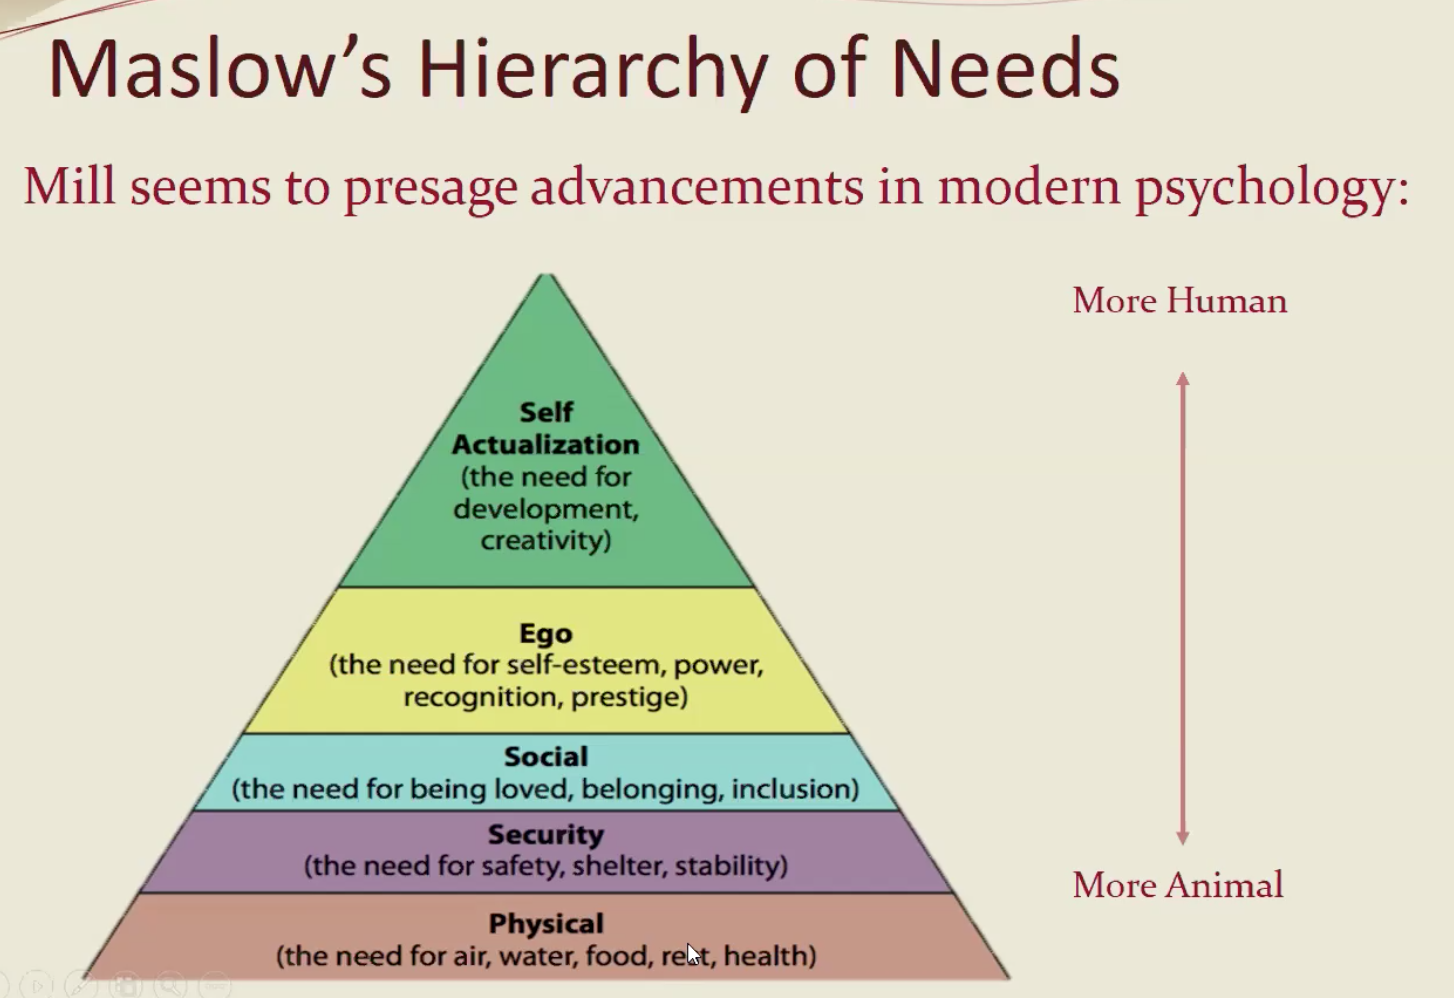 Maslow’s Hierarchy of Needs
Mill seems to presage advancements in modern psychology:
More Human
Self
Actualization
(the need for
development,
creativity)
Ego
(the need for self-esteem, power,
recognition, prestige)
Social
(the need for being loved, belonging, inclusion)
Security
(the need for safety, shelter, stability)
More Animal
Physical
(the need for air, water, food, rest, health)